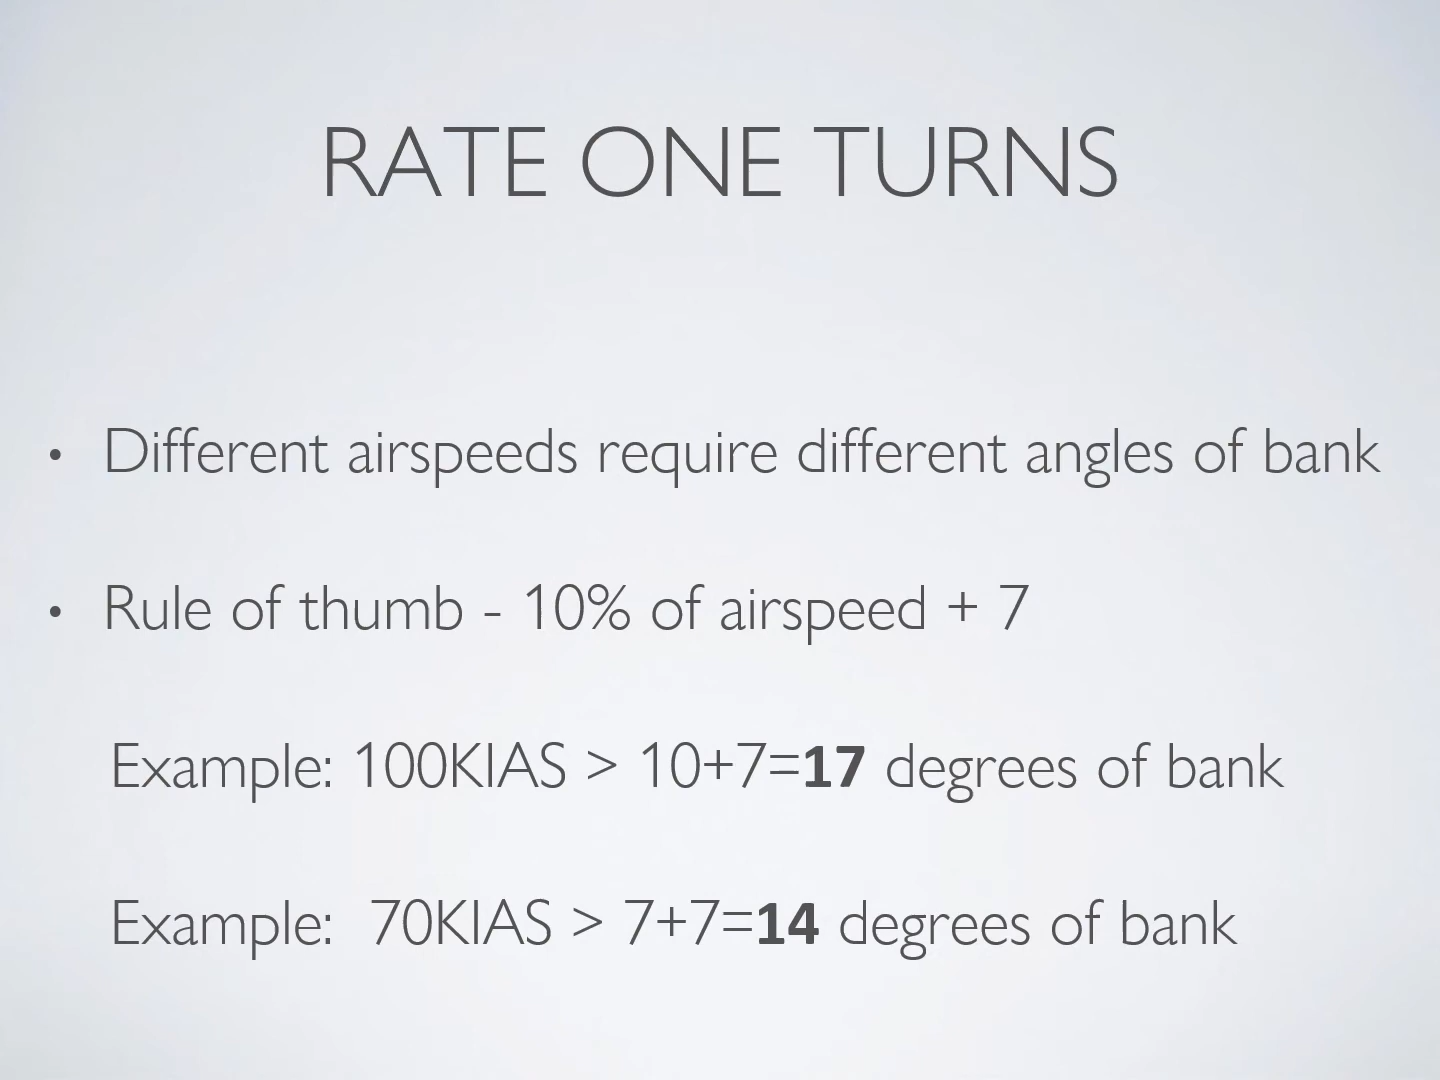 RATE ONE TURNS
• Different airspeeds require different angles of bank
• Rule of thumb - 10% of airspeed + 7
Example: 100KIAS > 10+7=17 degrees of bank
Example: 70KIAS > 7+7=14 degrees of bank